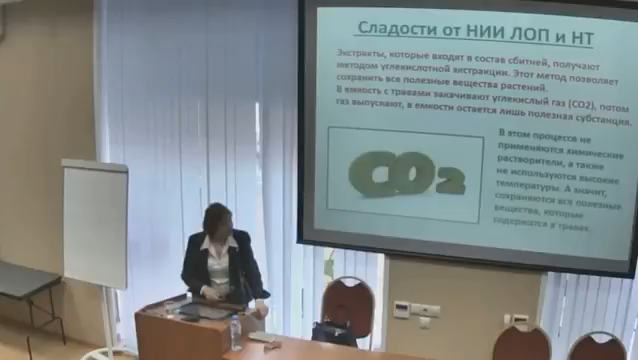 Сладости от НИИ ЛОП и НТ
Экстракты, которые входят в состав сбитней, получают
методом углекислотной экстракции. Этот метод позволяет
сохранить все полезные вещества растений.
В емкость с травами закачивают углекислый газ (СО2), потом
газ выпускают, в емкости остается лишь полезная субстанция.
CO2
В этом процессе не
применяются химические
растворители, а также
не используются высокие
температуры. А значит,
сохраняются все полезные
вещества, которые
содержатся в травах.